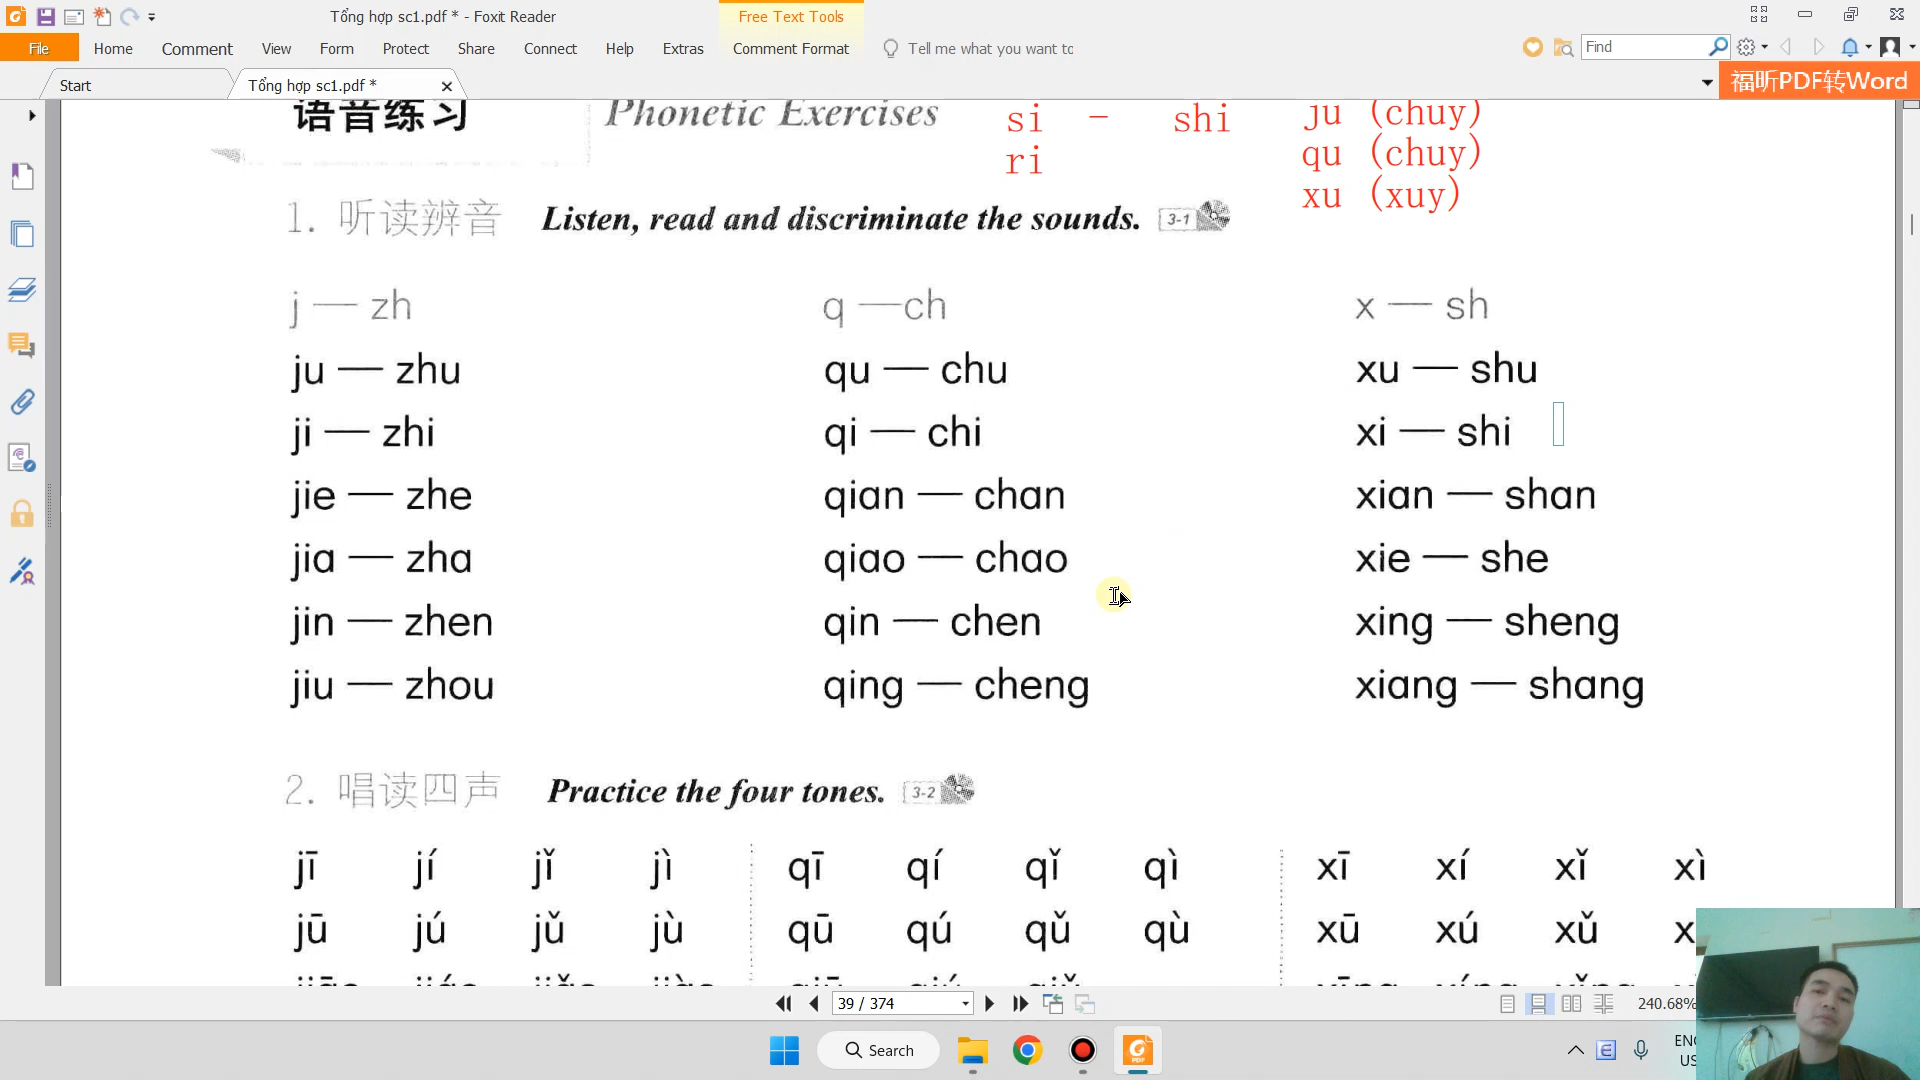 Tổng hợp sc1.pdf * - Foxit Reader
Free Text Tools
File Home Comment View Form Protect Share Connect Help Extras Comment Format Tell me what you want to
Find
Start Tổng hợp sc1.pdf *
福昕PDF转Word
语音练习 Phonetic Exercises
si - shi
ri
ju (chuy)
qu (chuy)
xu (xuy)
1. 听读辨音 Listen, read and discriminate the sounds. 3-1
j — zh q —ch x — sh
ju — zhu qu — chu xu — shu
ji — zhi qi — chi xi — shi
jie — zhe qian — chan xian — shan
jia — zha qiao — chao xie — she
jin — zhen qin — chen xing — sheng
jiu — zhou qing — cheng xiang — shang
2. 唱读四声 Practice the four tones. 3-2
jī jí jǐ jì qī qí qǐ qì xī xí xǐ xì
jū jú jǔ jù qū qú qǔ qù xū xú xǔ x
39 / 374
240.68%
Search